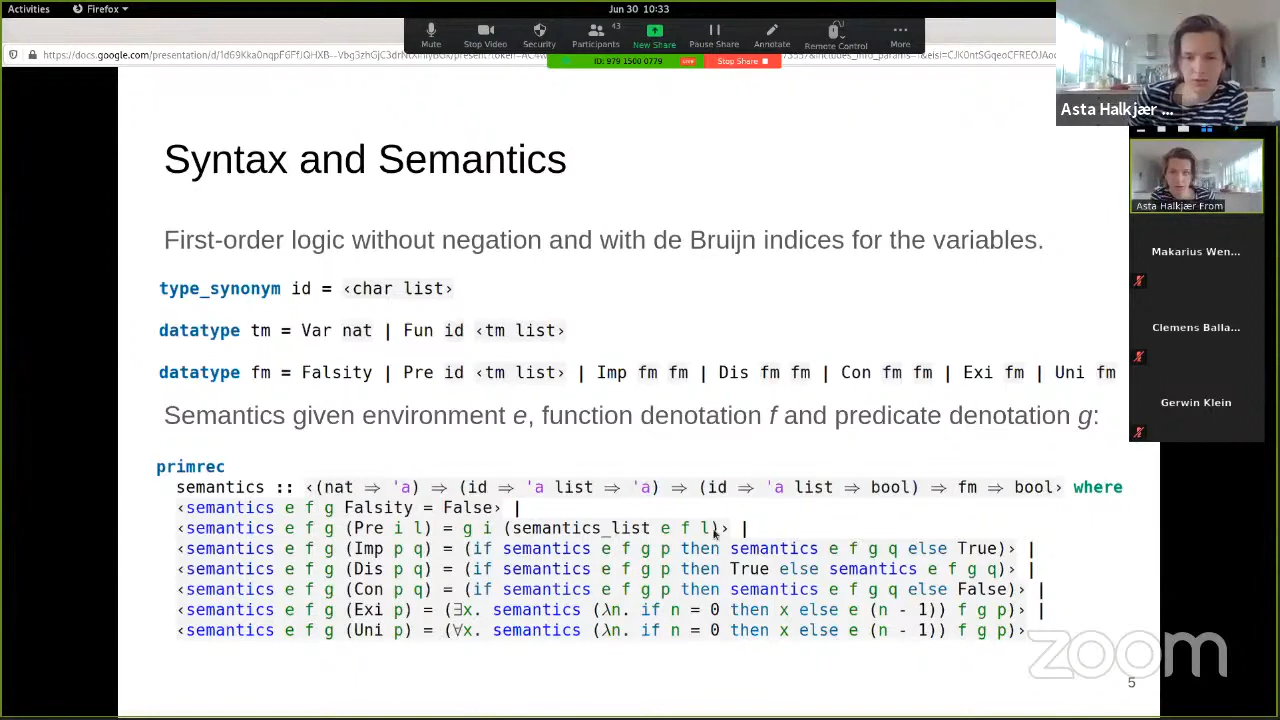 Activities
Firefox
Jun 30 10:33
43
Mute
Stop Video
Security
Participants
New Share
Pause Share
Annotate
Remote Control
More
ID: 979 1500 0779
LIVE
Stop Share
Asta Halkjær ...
Asta Halkjær From
Makarius Wen...
Clemens Balla...
Gerwin Klein
Syntax and Semantics
First-order logic without negation and with de Bruijn indices for the variables.
type_synonym id = ‹char list›
datatype tm = Var nat | Fun id ‹tm list›
datatype fm = Falsity | Pre id ‹tm list› | Imp fm fm | Dis fm fm | Con fm fm | Exi fm | Uni fm
Semantics given environment e, function denotation f and predicate denotation g:
primrec
semantics :: ‹(nat ⇒ 'a) ⇒ (id ⇒ 'a list ⇒ 'a) ⇒ (id ⇒ 'a list ⇒ bool) ⇒ fm ⇒ bool› where
‹semantics e f g Falsity = False› |
‹semantics e f g (Pre i l) = g i (semantics_list e f l)› |
‹semantics e f g (Imp p q) = (if semantics e f g p then semantics e f g q else True)› |
‹semantics e f g (Dis p q) = (if semantics e f g p then True else semantics e f g q)› |
‹semantics e f g (Con p q) = (if semantics e f g p then semantics e f g q else False)› |
‹semantics e f g (Exi p) = (∃x. semantics (λn. if n = 0 then x else e (n - 1)) f g p)› |
‹semantics e f g (Uni p) = (∀x. semantics (λn. if n = 0 then x else e (n - 1)) f g p)›
zoom
5